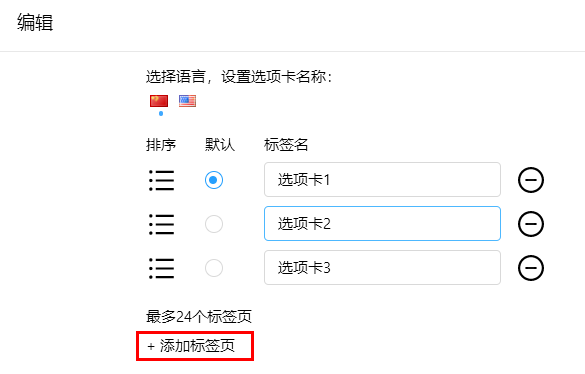 编辑
选择语言，设置选项卡名称：
排序 默认 标签名
选项卡1
选项卡2
选项卡3
最多24个标签页
+ 添加标签页